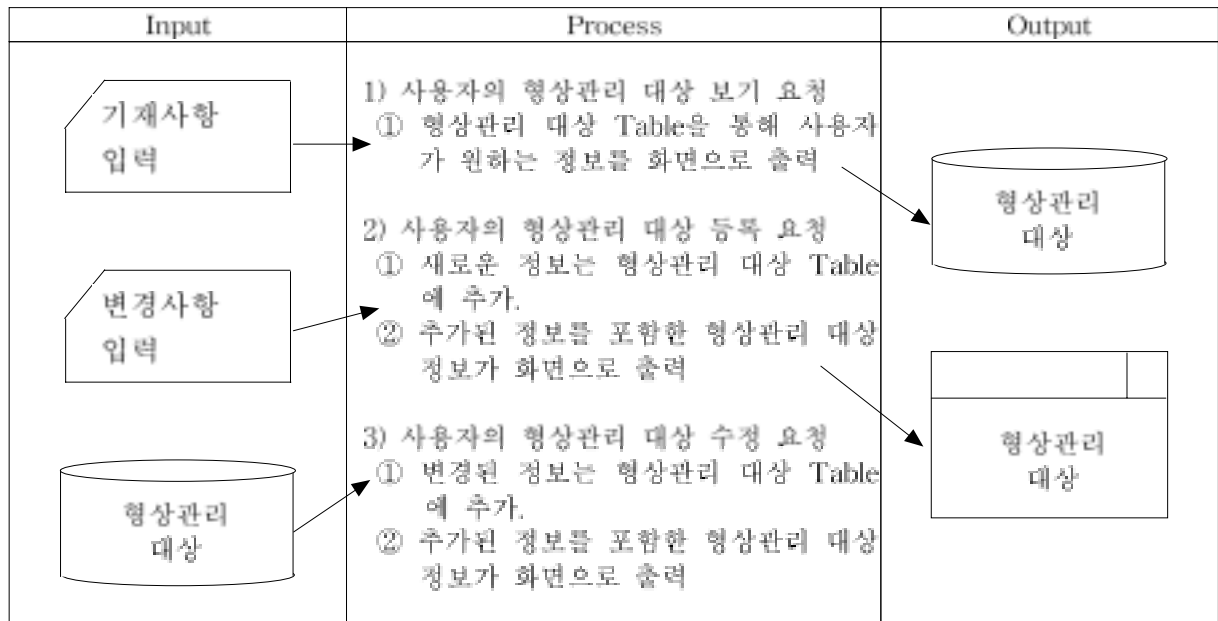 Input
Process
Output
기재사항
입력
변경사항
입력
형상관리
대상
1) 사용자의 형상관리 대상 보기 요청
① 형상관리 대상 Table을 통해 사용자
가 원하는 정보를 화면으로 출력
2) 사용자의 형상관리 대상 등록 요청
① 새로운 정보는 형상관리 대상 Table
에 추가.
② 추가된 정보를 포함한 형상관리 대상
정보가 화면으로 출력
3) 사용자의 형상관리 대상 수정 요청
① 변경된 정보는 형상관리 대상 Table
에 추가.
② 추가된 정보를 포함한 형상관리 대상
정보가 화면으로 출력
형상관리
대상
형상관리
대상